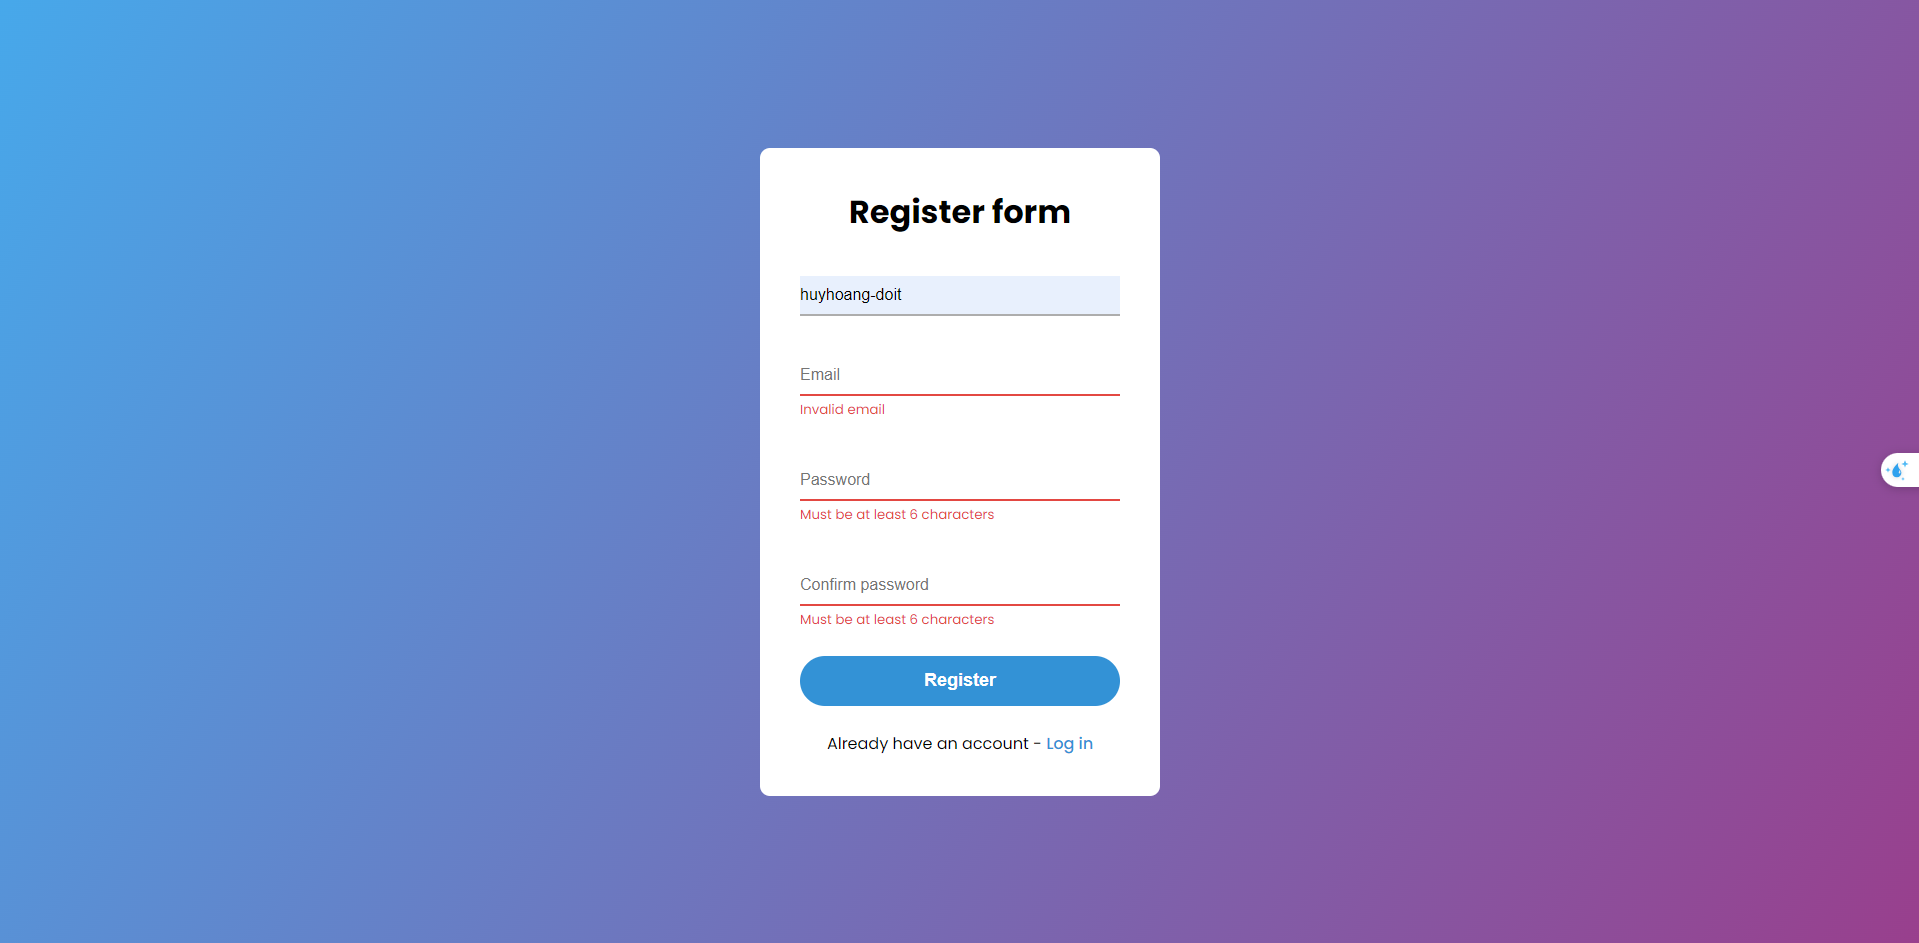 Register form
huyhoang-doit
Email
Invalid email
Password
Must be at least 6 characters
Confirm password
Must be at least 6 characters
Register
Already have an account - Log in